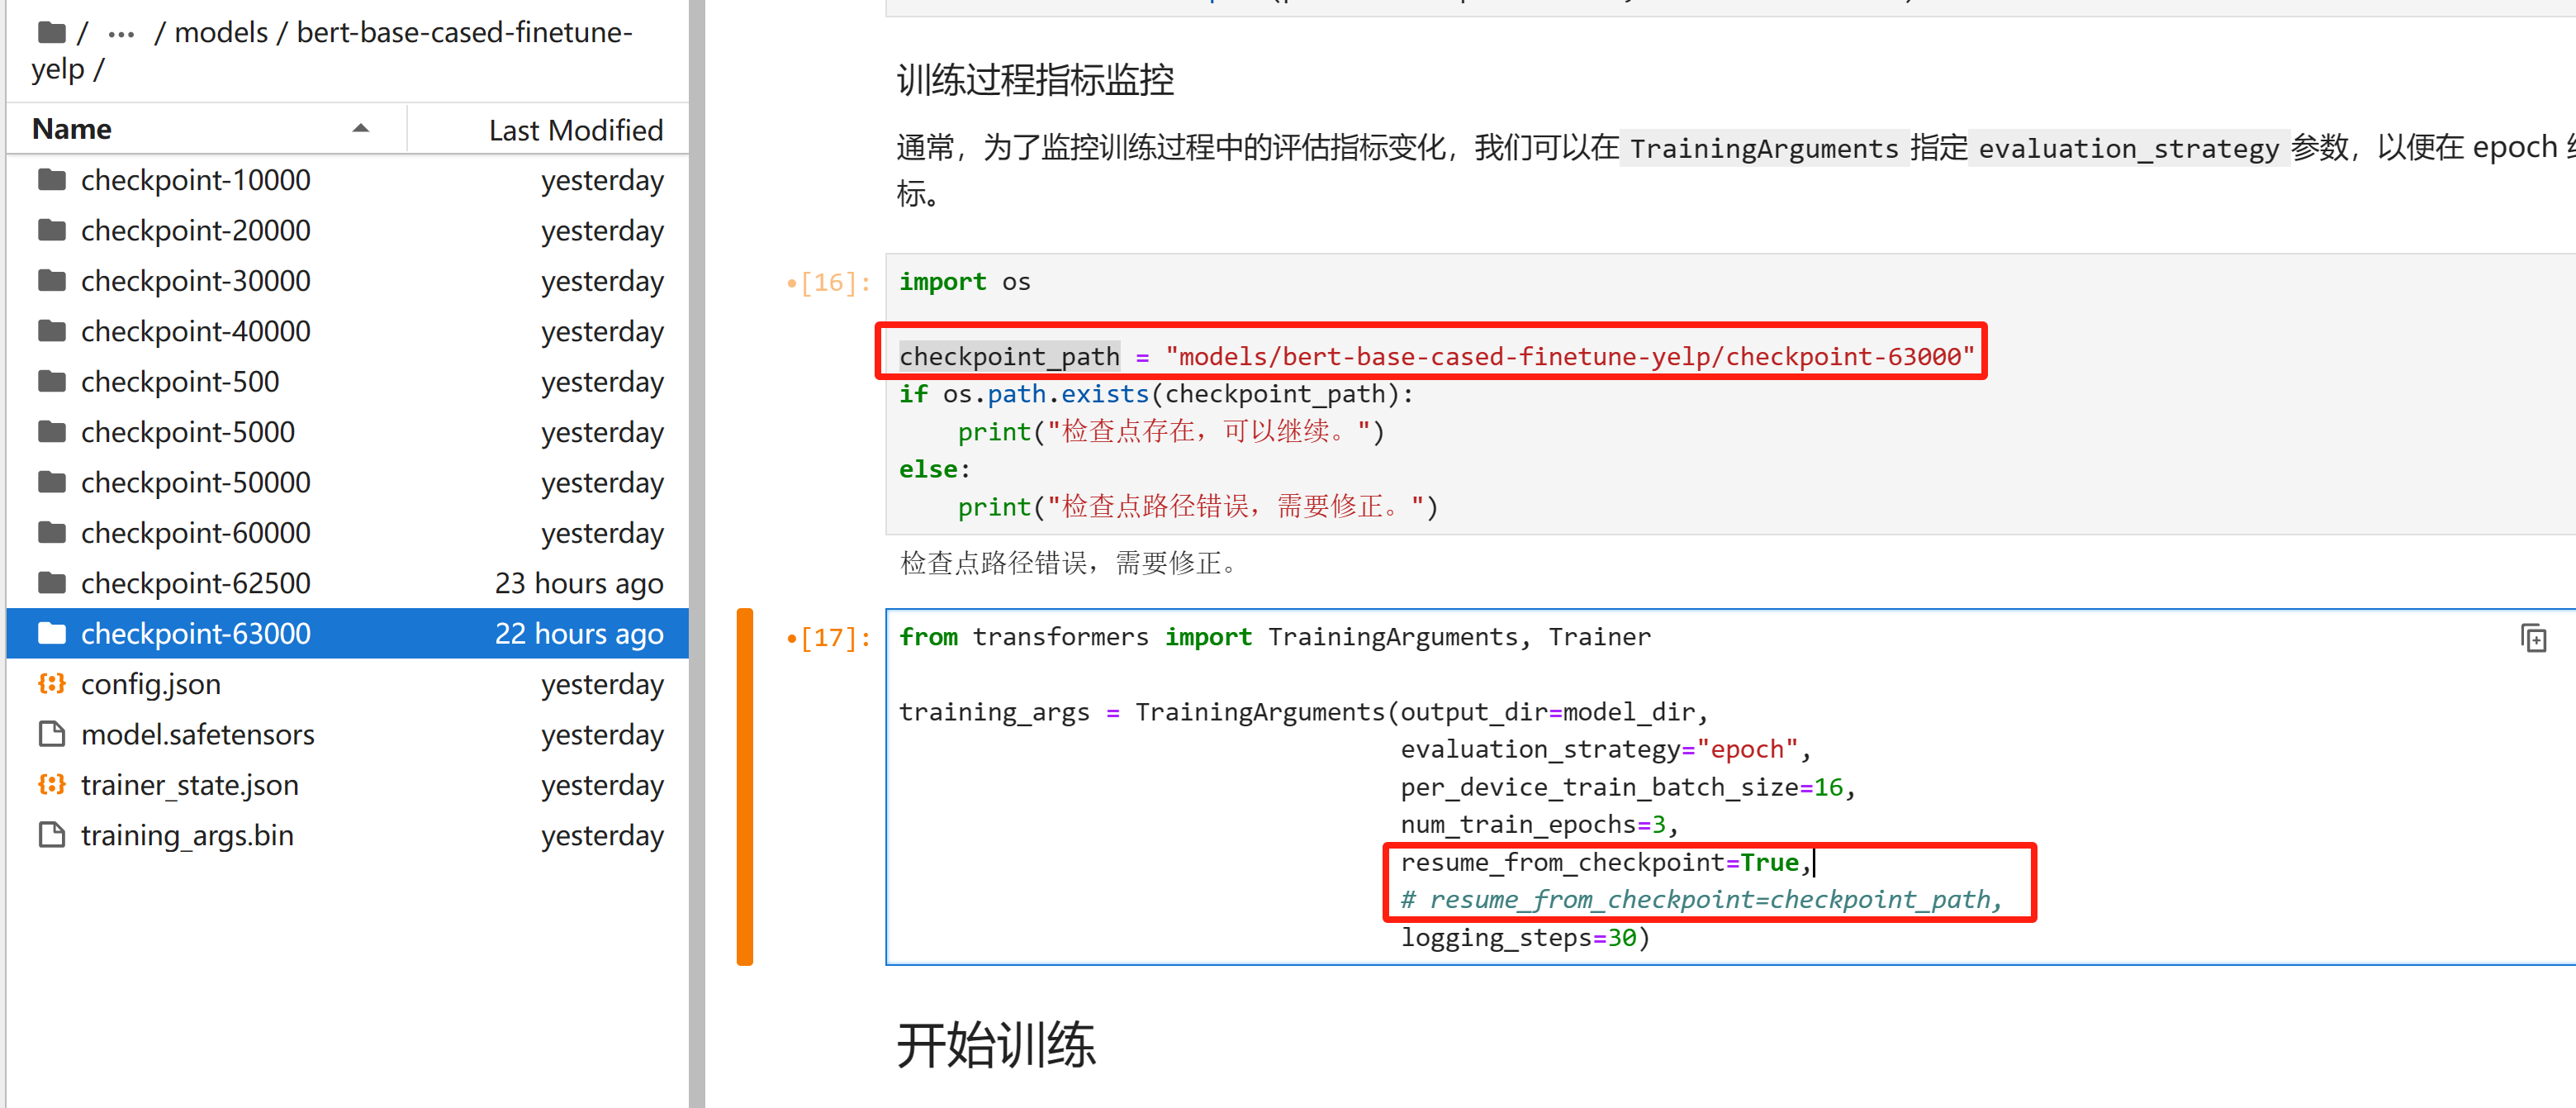 / ··· / models / bert-base-cased-finetune-
yelp /
Name Last Modified
checkpoint-10000 yesterday
checkpoint-20000 yesterday
checkpoint-30000 yesterday
checkpoint-40000 yesterday
checkpoint-500 yesterday
checkpoint-5000 yesterday
checkpoint-50000 yesterday
checkpoint-60000 yesterday
checkpoint-62500 23 hours ago
checkpoint-63000 22 hours ago
config.json yesterday
model.safetensors yesterday
trainer_state.json yesterday
training_args.bin yesterday
训练过程指标监控
通常，为了监控训练过程中的评估指标变化，我们可以在 TrainingArguments 指定 evaluation_strategy 参数，以便在 epoch
标。
[16]:
import os
checkpoint_path = "models/bert-base-cased-finetune-yelp/checkpoint-63000"
if os.path.exists(checkpoint_path):
    print("检查点存在，可以继续。")
else:
    print("检查点路径错误，需要修正。")
检查点路径错误，需要修正。
[17]:
from transformers import TrainingArguments, Trainer
training_args = TrainingArguments(output_dir=model_dir,
evaluation_strategy="epoch",
per_device_train_batch_size=16,
num_train_epochs=3,
resume_from_checkpoint=True,
# resume_from_checkpoint=checkpoint_path,
logging_steps=30)
开始训练